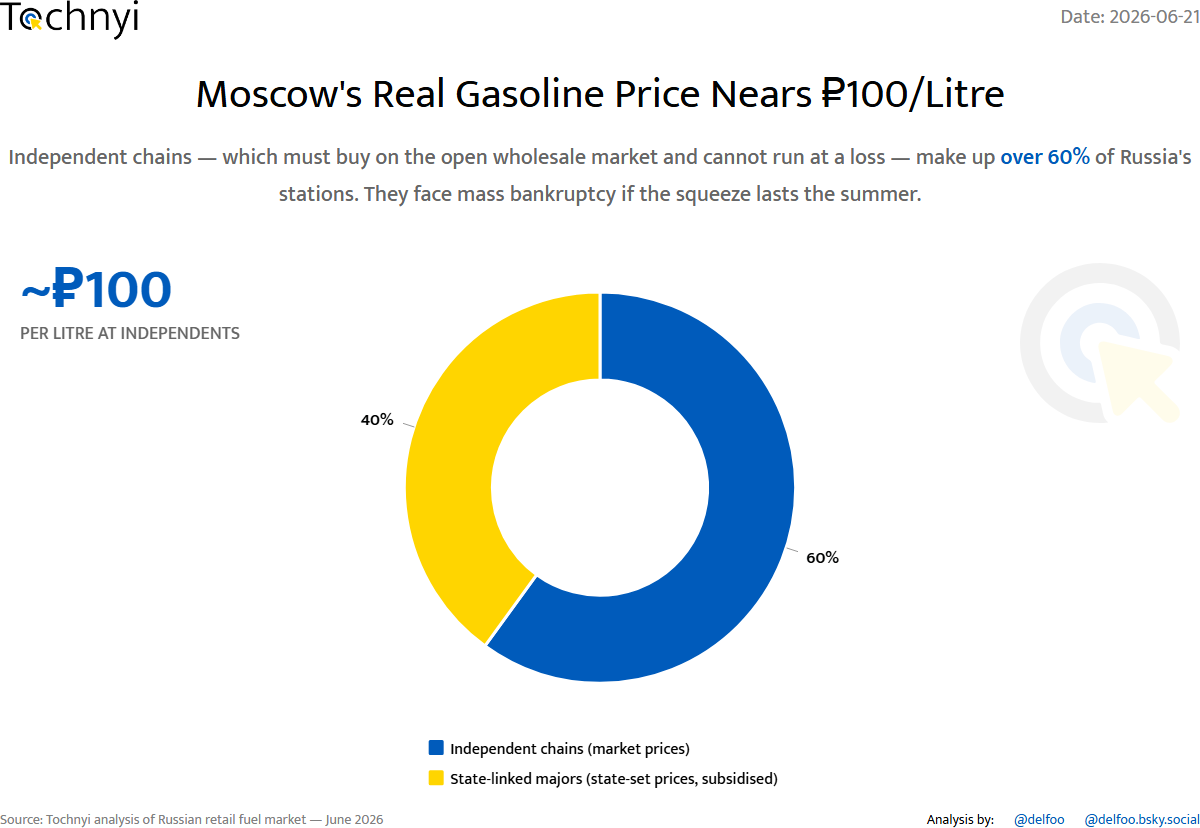 Tochnyi
Date: 2026-06-21
Moscow's Real Gasoline Price Nears ₽100/Litre
Independent chains — which must buy on the open wholesale market and cannot run at a loss — make up over 60% of Russia's
stations. They face mass bankruptcy if the squeeze lasts the summer.
~₽100
PER LITRE AT INDEPENDENTS
40%
60%
Independent chains (market prices)
State-linked majors (state-set prices, subsidised)
Source: Tochnyi analysis of Russian retail fuel market — June 2026
Analysis by: @delfoo @delfoo.bsky.social